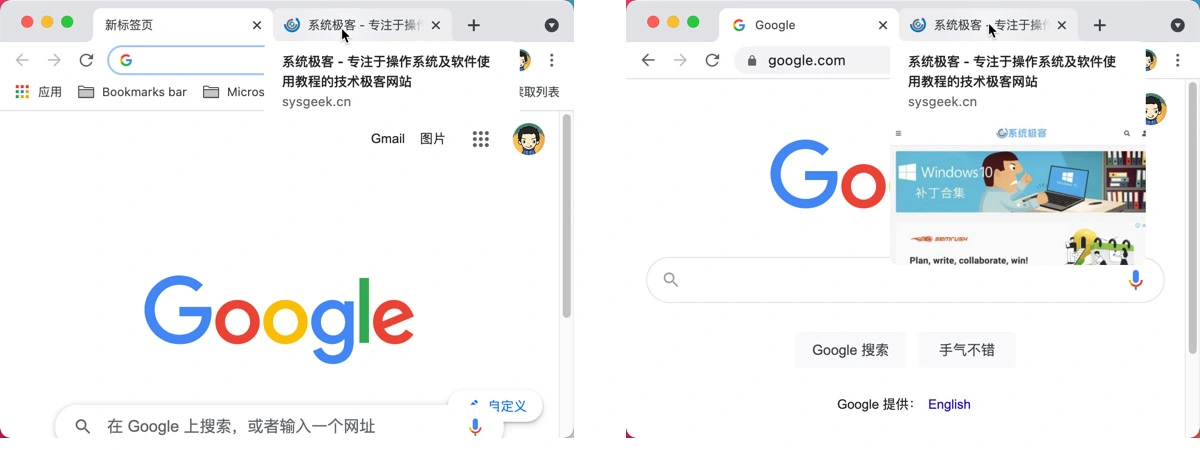 新标签页
系统极客 - 专注于操作
系统极客 - 专注于操作系统及软件使
用教程的技术极客网站
sysgeek.cn
应用
Bookmarks bar
Micros
取列表
Gmail
图片
Google
自定义
在 Google 上搜索，或者输入一个网址
Google
系统极客 - 专注于操作
google.com
系统极客 - 专注于操作系统及软件使
用教程的技术极客网站
sysgeek.cn
系统极客
Windows10
补丁合集
SEMRUSH
Plan, write, collaborate, win!
Goo
Google 搜索
手气不错
Google 提供：
English